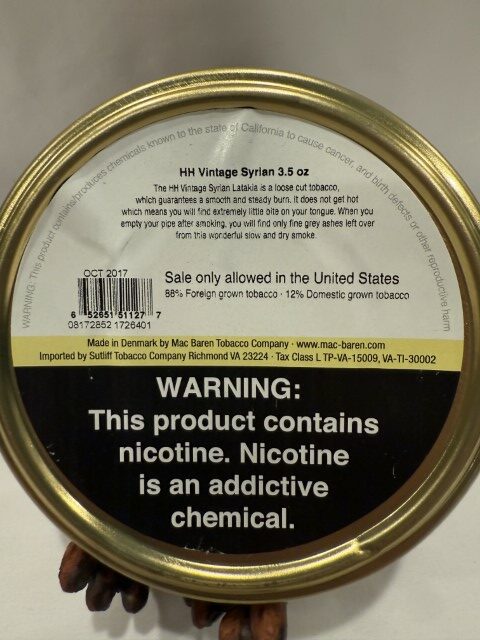 WARNING: This product contains/produces chemicals known to the state of California to cause cancer, and birth defects or other reproductive harm
HH Vintage Syrian 3.5 oz
The HH Vintage Syrian Latakia is a loose cut tobacco,
which guarantees a smooth and steady burn. It does not get hot
which means you will find extremely little bite on your tongue. When you
empty your pipe after smoking, you will find only fine grey ashes left over
from this wonderful slow and dry smoke.
OCT 2017
6 52651 51127 7
08172852 1726401
Sale only allowed in the United States
88% Foreign grown tobacco · 12% Domestic grown tobacco
Made in Denmark by Mac Baren Tobacco Company · www.mac-baren.com
Imported by Sutliff Tobacco Company Richmond VA 23224 · Tax Class L TP-VA-15009, VA-TI-30002
WARNING:
This product contains
nicotine. Nicotine
is an addictive
chemical.